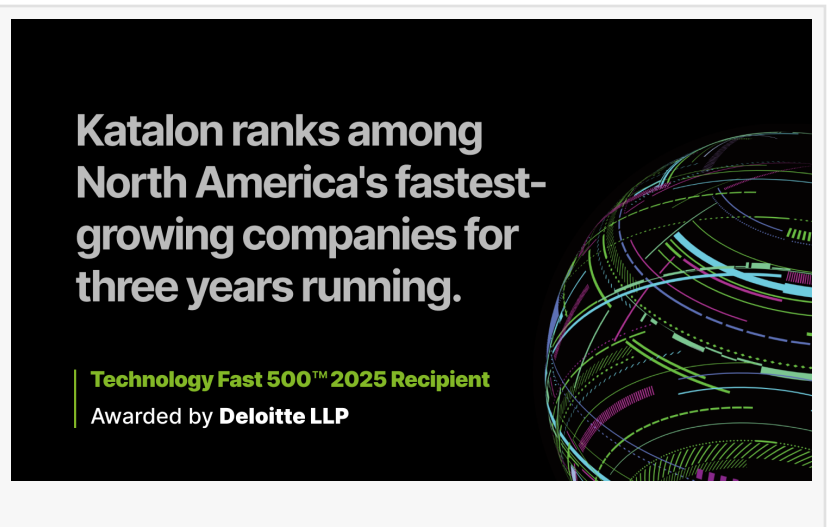 Katalon ranks among
North America's fastest-
growing companies for
three years running.
Technology Fast 500™ 2025 Recipient
Awarded by Deloitte LLP